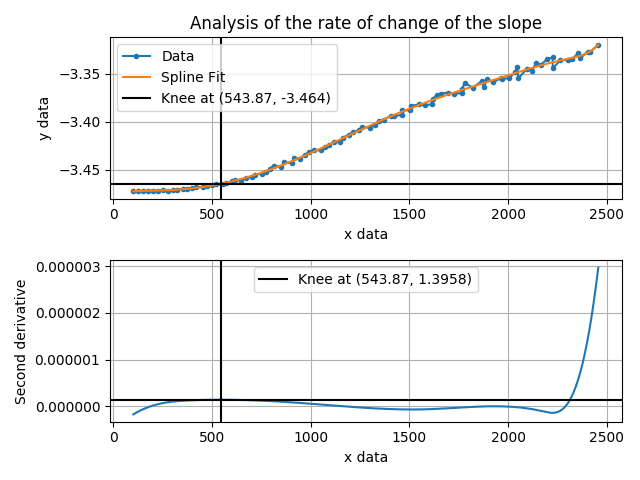 Analysis of the rate of change of the slope
Data
Spline Fit
Knee at (543.87, -3.464)
−3.35
−3.40
−3.45
y data
0 500 1000 1500 2000 2500
x data
Knee at (543.87, 1.3958)
0.000003
0.000002
0.000001
0.000000
Second derivative
0 500 1000 1500 2000 2500
x data